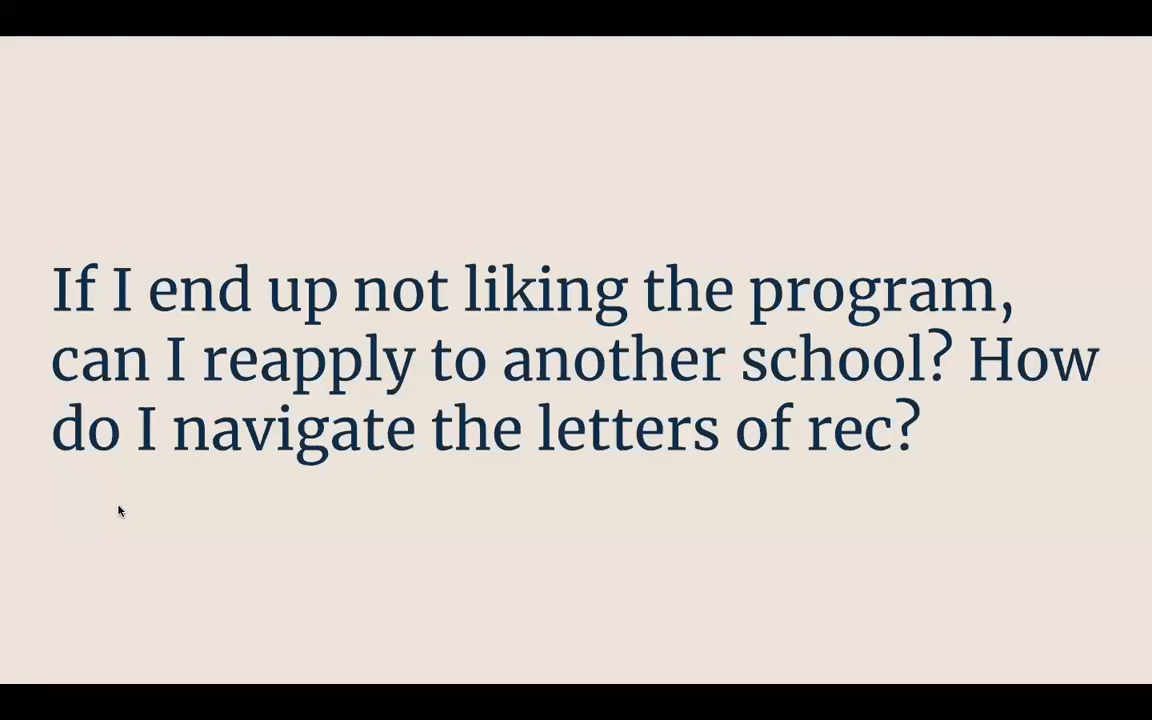 If I end up not liking the program,
can I reapply to another school? How
do I navigate the letters of rec?